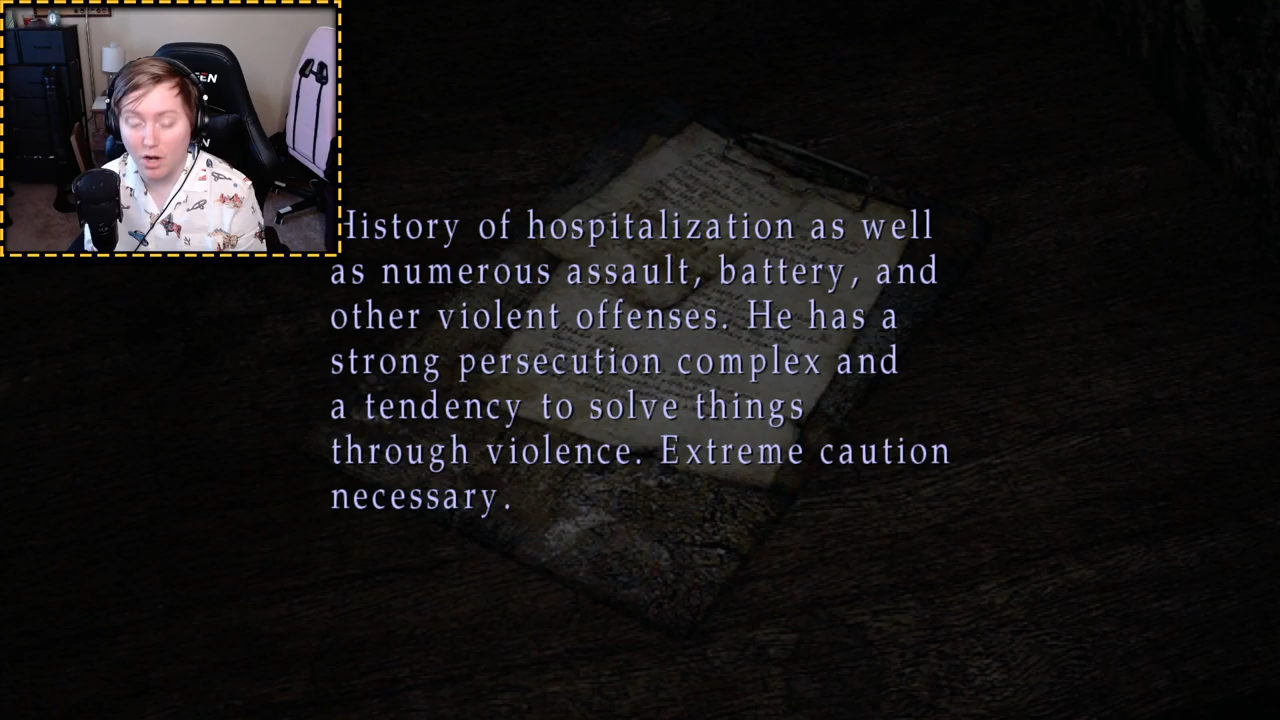 History of hospitalization as well
as numerous assault, battery, and
other violent offenses. He has a
strong persecution complex and
a tendency to solve things
through violence. Extreme caution
necessary.